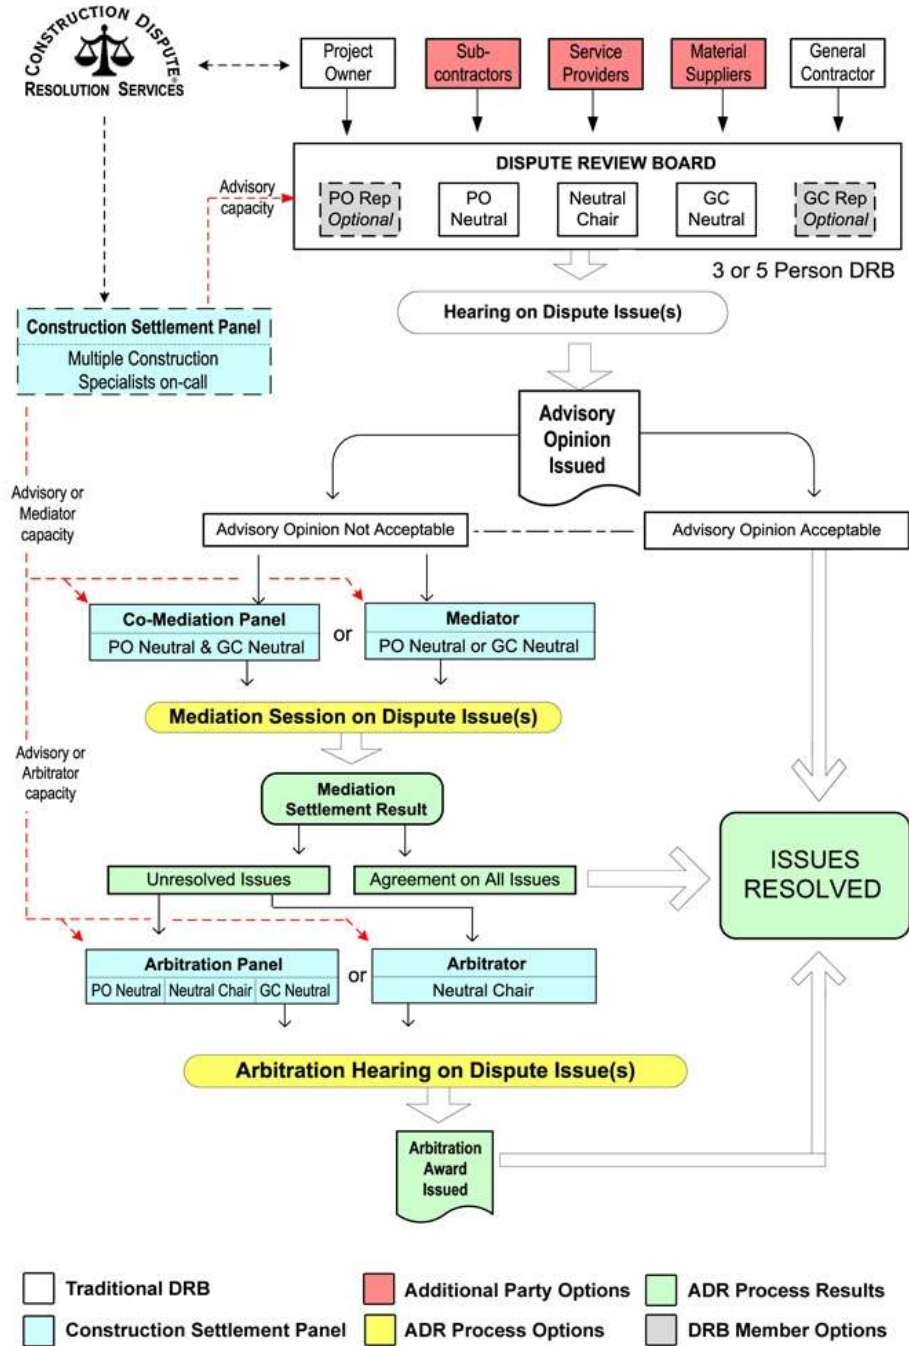 CONSTRUCTION DISPUTE®
RESOLUTION SERVICES
Project
Owner
Sub-
contractors
Service
Providers
Material
Suppliers
General
Contractor
DISPUTE REVIEW BOARD
PO Rep
Optional
PO
Neutral
Neutral
Chair
GC
Neutral
GC Rep
Optional
Advisory
capacity
3 or 5 Person DRB
Hearing on Dispute Issue(s)
Construction Settlement Panel
Multiple Construction
Specialists on-call
Advisory
Opinion
Issued
Advisory or
Mediator
capacity
Advisory Opinion Not Acceptable
Advisory Opinion Acceptable
Co-Mediation Panel
PO Neutral & GC Neutral
or
Mediator
PO Neutral or GC Neutral
Mediation Session on Dispute Issue(s)
Advisory or
Arbitrator
capacity
Mediation
Settlement Result
Unresolved Issues
Agreement on All Issues
ISSUES
RESOLVED
Arbitration Panel
PO Neutral Neutral Chair GC Neutral
or
Arbitrator
Neutral Chair
Arbitration Hearing on Dispute Issue(s)
Arbitration
Award
Issued
Traditional DRB
Additional Party Options
ADR Process Results
Construction Settlement Panel
ADR Process Options
DRB Member Options